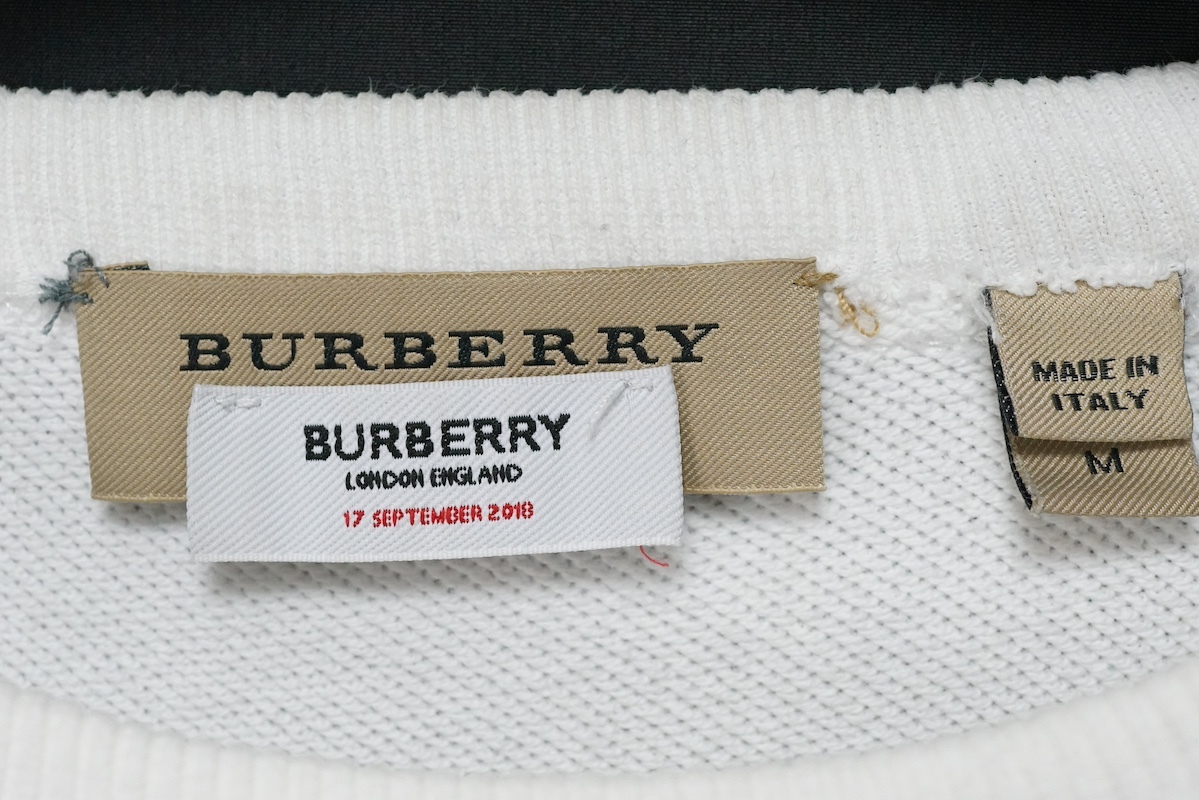 BURBERRY
BURBERRY
LONDON ENGLAND
17 SEPTEMBER 2018
MADE IN
ITALY
M